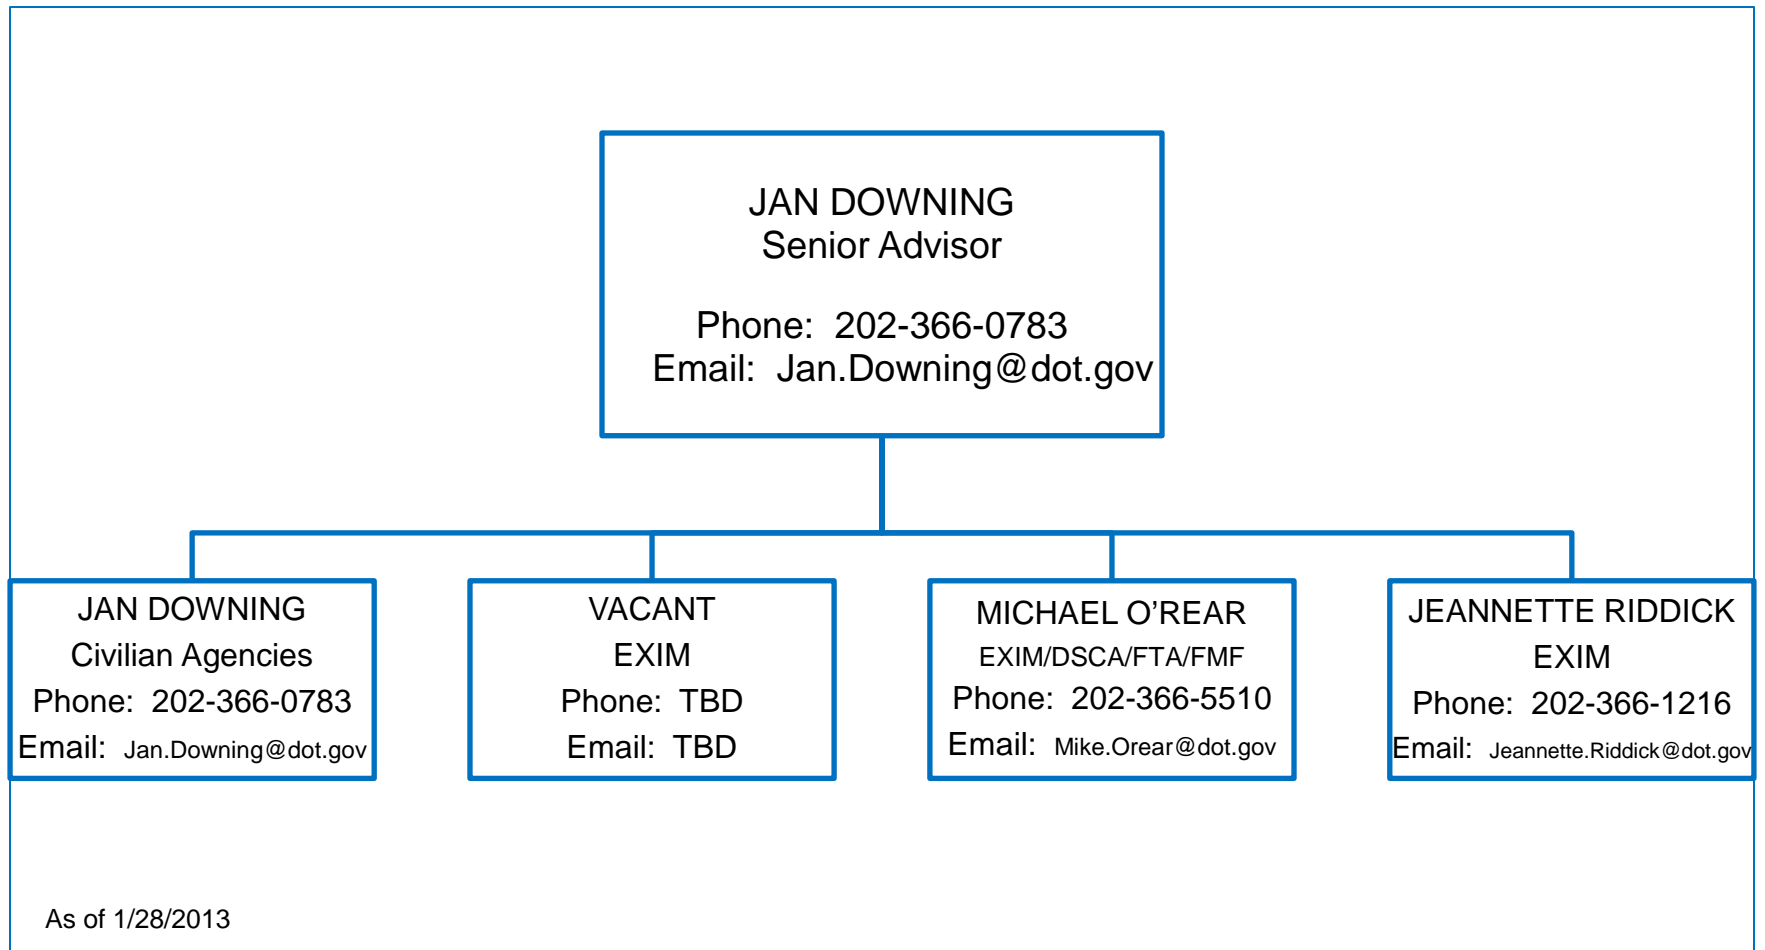 JAN DOWNING
Senior Advisor
Phone: 202-366-0783
Email: Jan.Downing@dot.gov
JAN DOWNING
Civilian Agencies
Phone: 202-366-0783
Email: Jan.Downing@dot.gov
VACANT
EXIM
Phone: TBD
Email: TBD
MICHAEL O’REAR
EXIM/DSCA/FTA/FMF
Phone: 202-366-5510
Email: Mike.Orear@dot.gov
JEANNETTE RIDDICK
EXIM
Phone: 202-366-1216
Email: Jeannette.Riddick@dot.gov
As of 1/28/2013